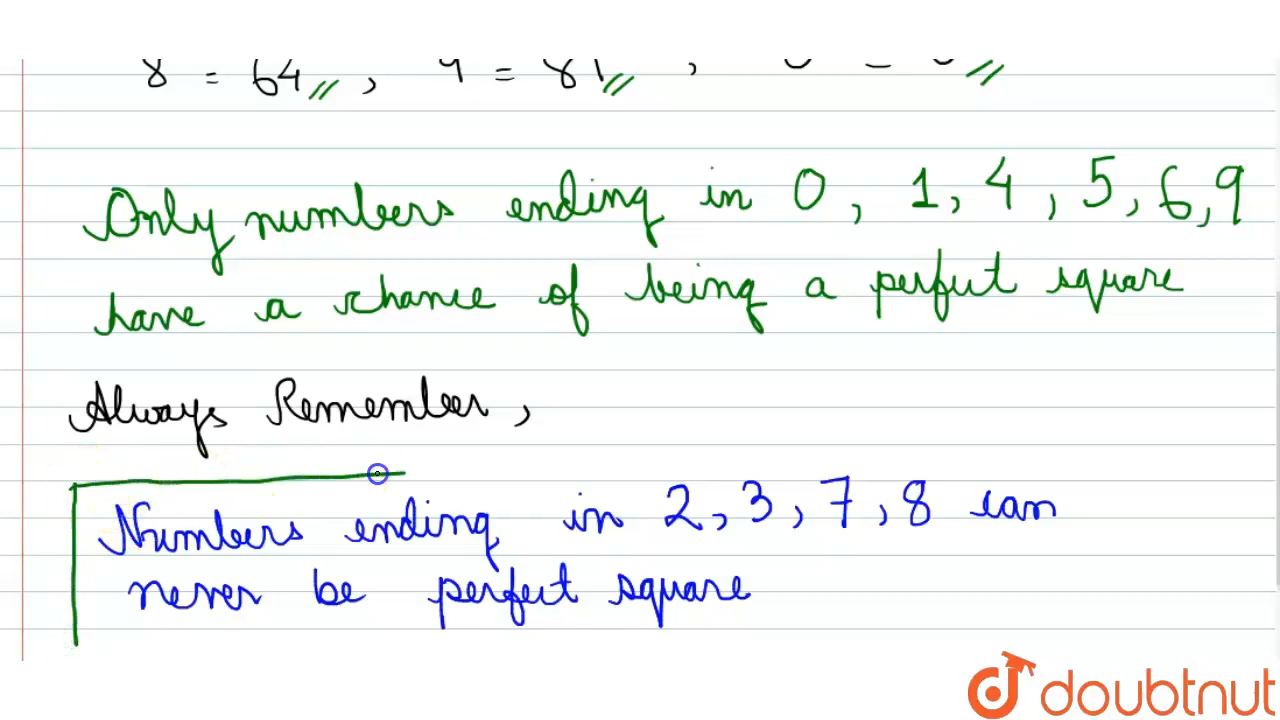 8 = 64 , 9 = 81 ,
Only numbers ending in 0, 1, 4, 5, 6, 9
have a chance of being a perfect square
Always Remember,
Numbers ending in 2, 3, 7, 8 can
never be perfect square
doubtnut